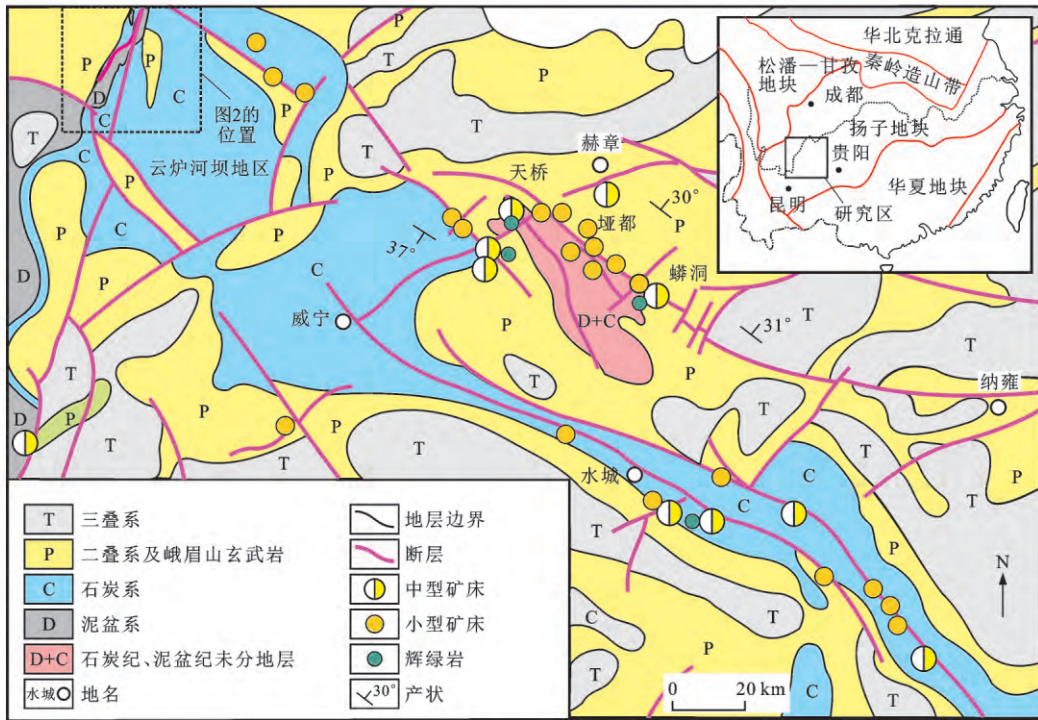 P
P
D
C
C
图2的
位置
T
C
云炉河坝地区
P
C
P
P
D
P
T
D
P
T
P
P
T
P
T
P
T
P
赫章
天桥
垭都
30°
P
37°
蟒洞
C
威宁
D+C
31°
T
P
P
T
T
纳雍
T
P
T
T
P
水城
C
T
P
T
P
T
C
T
P
C
T
T
P
N
0 20 km
华北克拉通
秦岭造山带
松潘—甘孜
地块
成都
扬子地块
贵阳
华夏地块
昆明
研究区
T 三叠系
P 二叠系及峨眉山玄武岩
C 石炭系
D 泥盆系
D+C 石炭纪、泥盆纪未分地层
水城 地名
地层边界
断层
中型矿床
小型矿床
辉绿岩
30° 产状